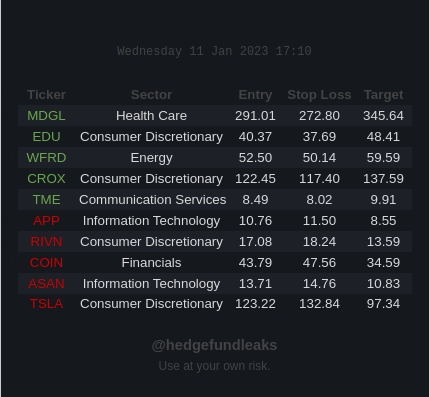 Wednesday 11 Jan 2023 17:10
Ticker Sector Entry Stop Loss Target
MDGL Health Care 291.01 272.80 345.64
EDU Consumer Discretionary 40.37 37.69 48.41
WFRD Energy 52.50 50.14 59.59
CROX Consumer Discretionary 122.45 117.40 137.59
TME Communication Services 8.49 8.02 9.91
APP Information Technology 10.76 11.50 8.55
RIVN Consumer Discretionary 17.08 18.24 13.59
COIN Financials 43.79 47.56 34.59
ASAN Information Technology 13.71 14.76 10.83
TSLA Consumer Discretionary 123.22 132.84 97.34
@hedgefundleaks
Use at your own risk.